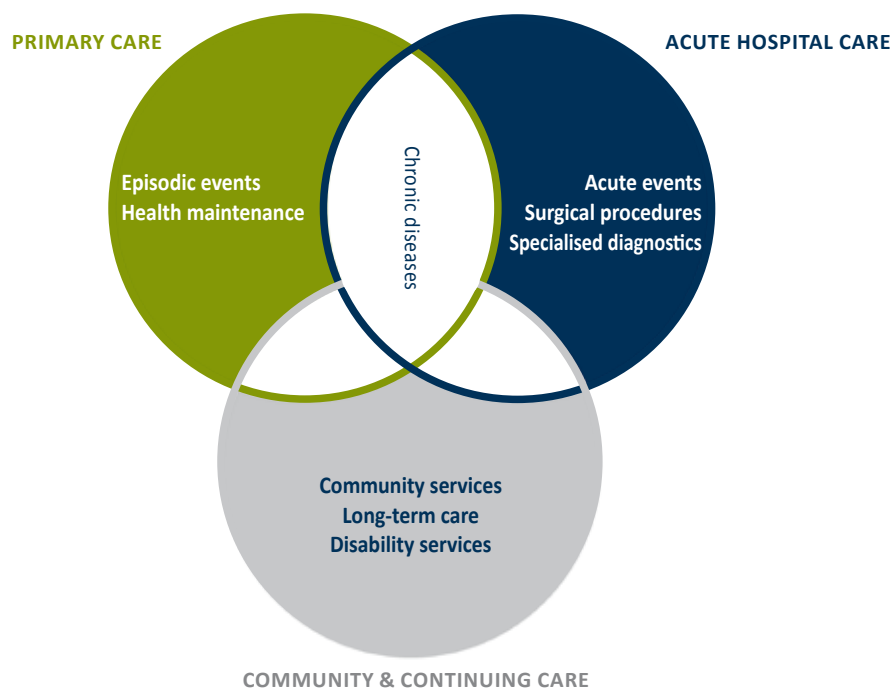 PRIMARY CARE
ACUTE HOSPITAL CARE
Episodic events
Health maintenance
Chronic diseases
Acute events
Surgical procedures
Specialised diagnostics
Community services
Long-term care
Disability services
COMMUNITY & CONTINUING CARE